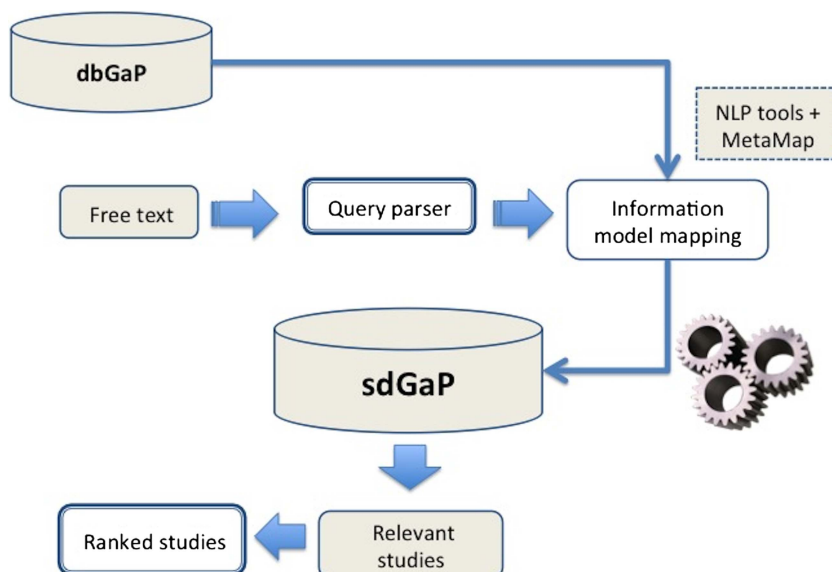 dbGaP
NLP tools +
MetaMap
Free text
Query parser
Information
model mapping
sdGaP
Ranked studies
Relevant
studies